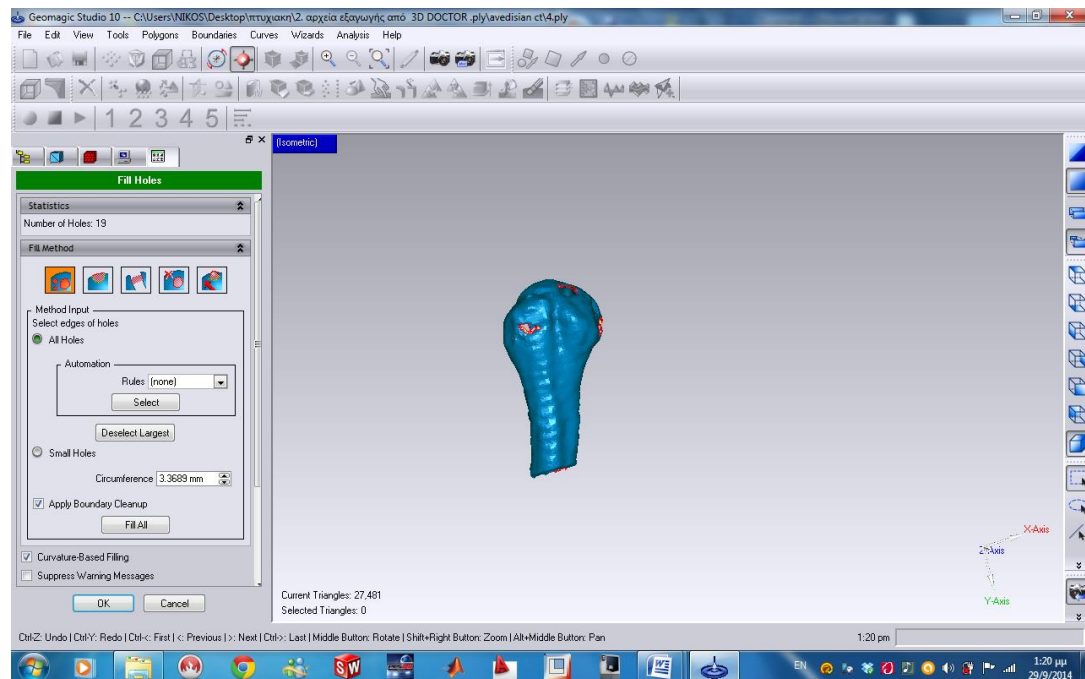 Geomagic Studio 10 -- C:\Users\NIKOS\Desktop\πτυχιακη\2. αρχεία εξαγωγής από 3D DOCTOR .ply\avedisian ct\4.ply
File Edit View Tools Polygons Boundaries Curves Wizards Analysis Help
1 2 3 4 5
(Isometric)
Fill Holes
Statistics
Number of Holes: 19
Fill Method
Method Input
Select edges of holes
All Holes
Automation
Rules (none)
Select
Deselect Largest
Small Holes
Circumference 3.3689 mm
Apply Boundary Cleanup
Fill All
Curvature-Based Filling
Suppress Warning Messages
OK Cancel
X-Axis
Z-Axis
Y-Axis
Current Triangles: 27,481
Selected Triangles: 0
Ctrl-Z: Undo | Ctrl-Y: Redo | Ctrl-<: First | <: Previous | >: Next | Ctrl->: Last | Middle Button: Rotate | Shift+Right Button: Zoom | Alt+Middle Button: Pan
1:20 pm
SW
EN
1:20 μμ
29/9/2014